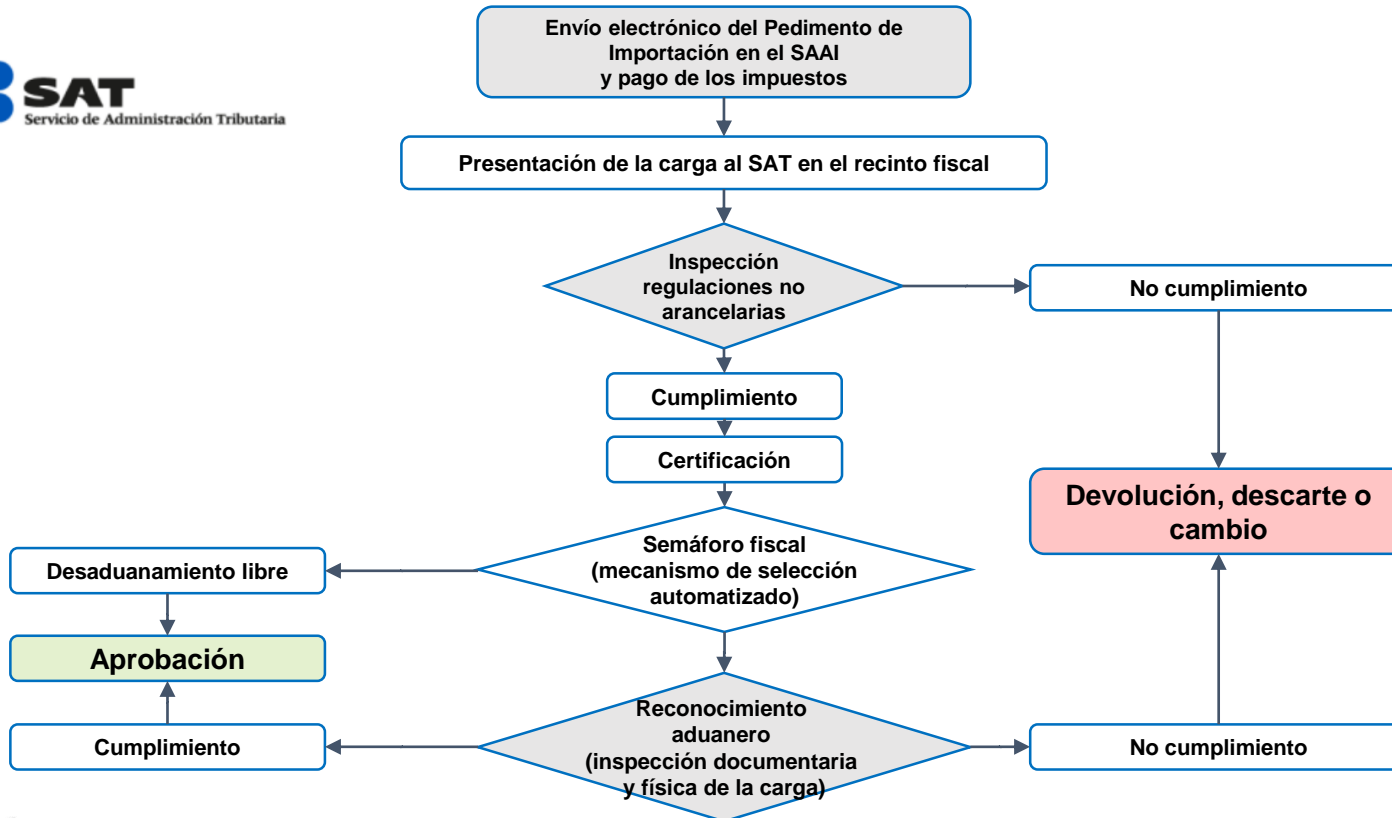 Envío electrónico del Pedimento de
Importación en el SAAI
y pago de los impuestos
SAT
Servicio de Administración Tributaria
Presentación de la carga al SAT en el recinto fiscal
Inspección
regulaciones no
arancelarias
No cumplimiento
Cumplimiento
Certificación
Devolución, descarte o
cambio
Semáforo fiscal
(mecanismo de selección
automatizado)
Desaduanamiento libre
Aprobación
Reconocimiento
aduanero
(inspección documentaria
y física de la carga)
Cumplimiento
No cumplimiento